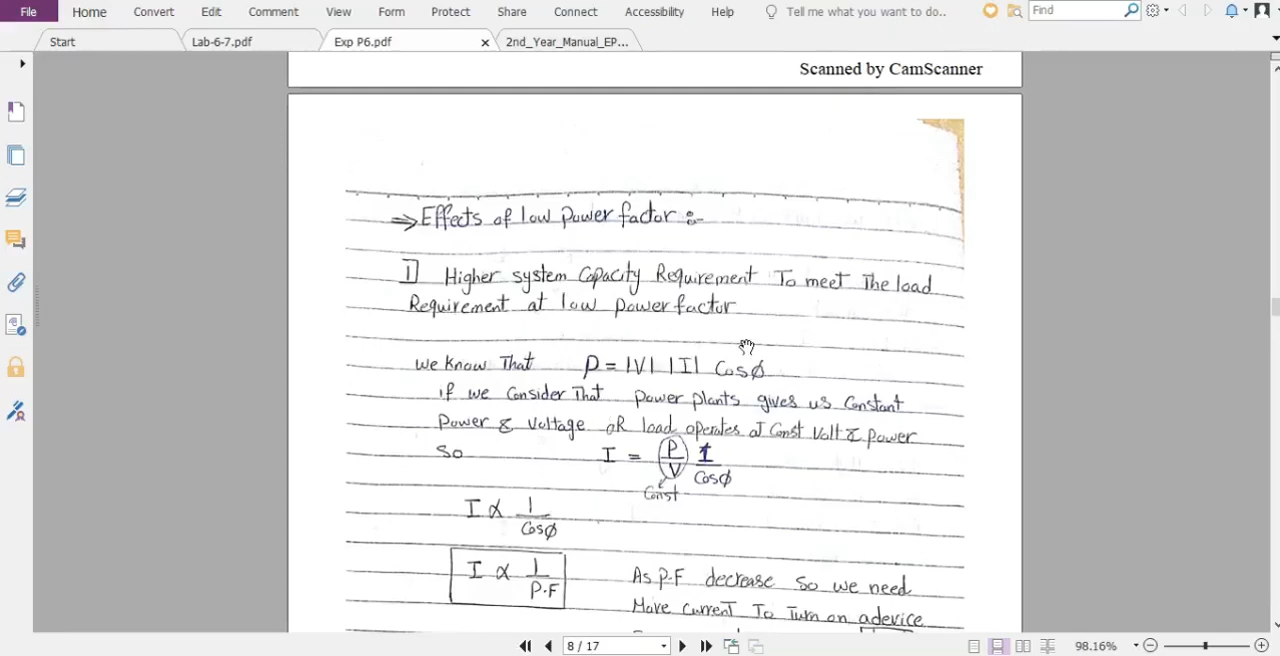 File Home Convert Edit Comment View Form Protect Share Connect Accessibility Help Tell me what you want to do.. Find
Start Lab-6-7.pdf Exp P6.pdf 2nd_Year_Manual_EP...
Scanned by CamScanner
⇒ Effects of low Power factor :-
1] Higher system Capacity Requirement To meet The load
Requirement at low power factor
we know That P = |V| |I| Cosφ
if we Consider That power plants gives us Constant
Power & Voltage OR load operates at Const Volt & power
So I = (P/V) 1/Cosφ
Const
I ∝ 1/Cosφ
I ∝ 1/P.F As P.F decrease So we need
More current To Turn on a device
8 / 17 98.16%